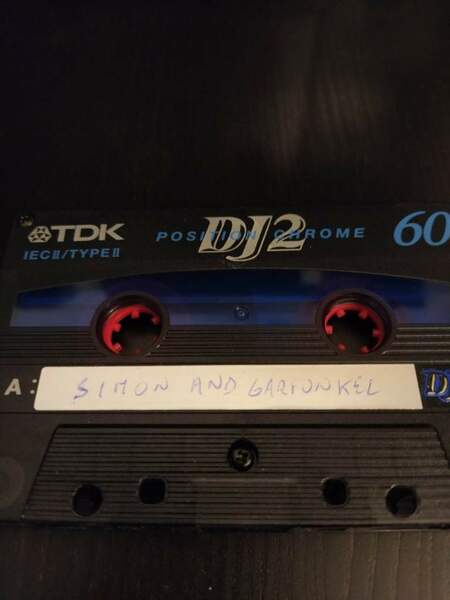 TDK POSITION CHROME DJ2 60
IECII/TYPEII
A: SIMON AND GARFUNKEL